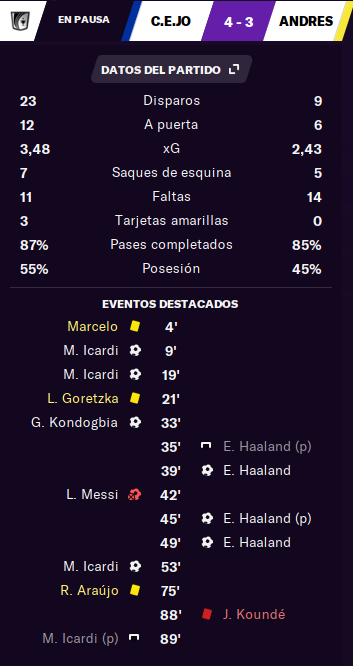 EN PAUSA C.E.JO 4 - 3 ANDRES
DATOS DEL PARTIDO
23 Disparos 9
12 A puerta 6
3,48 xG 2,43
7 Saques de esquina 5
11 Faltas 14
3 Tarjetas amarillas 0
87% Pases completados 85%
55% Posesión 45%
EVENTOS DESTACADOS
Marcelo 4'
M. Icardi 9'
M. Icardi 19'
L. Goretzka 21'
G. Kondogbia 33'
35' E. Haaland (p)
39' E. Haaland
L. Messi 42'
45' E. Haaland (p)
49' E. Haaland
M. Icardi 53'
R. Araújo 75'
88' J. Koundé
M. Icardi (p) 89'